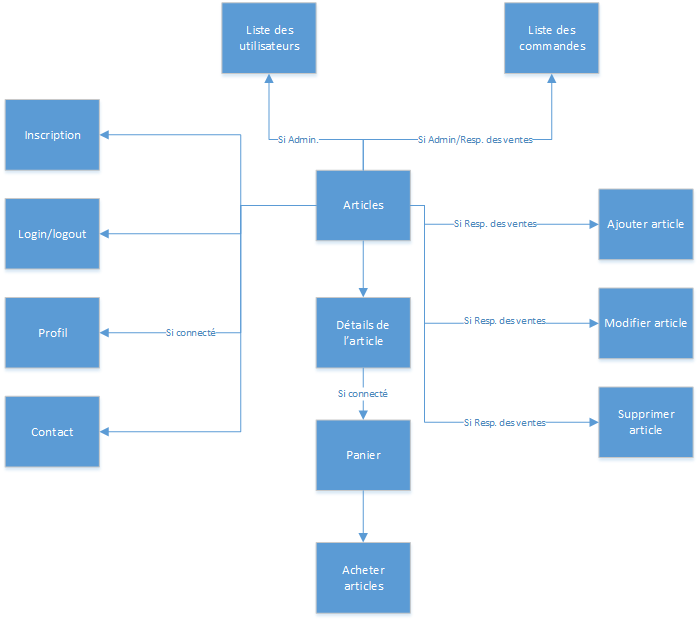 Liste des
utilisateurs
Liste des
commandes
Si Admin.
Si Admin/Resp. des ventes
Inscription
Login/logout
Profil
Si connecté
Contact
Articles
Détails de
l'article
Si connecté
Panier
Acheter
articles
Si Resp. des ventes
Ajouter article
Si Resp. des ventes
Modifier article
Si Resp. des ventes
Supprimer
article